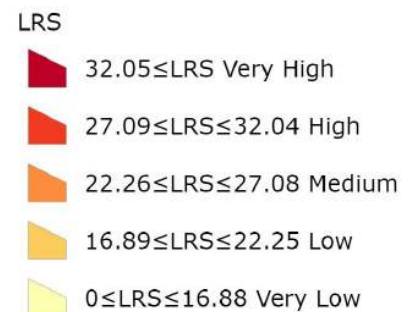 LRS
32.05≤LRS Very High
27.09≤LRS≤32.04 High
22.26≤LRS≤27.08 Medium
16.89≤LRS≤22.25 Low
0≤LRS≤16.88 Very Low